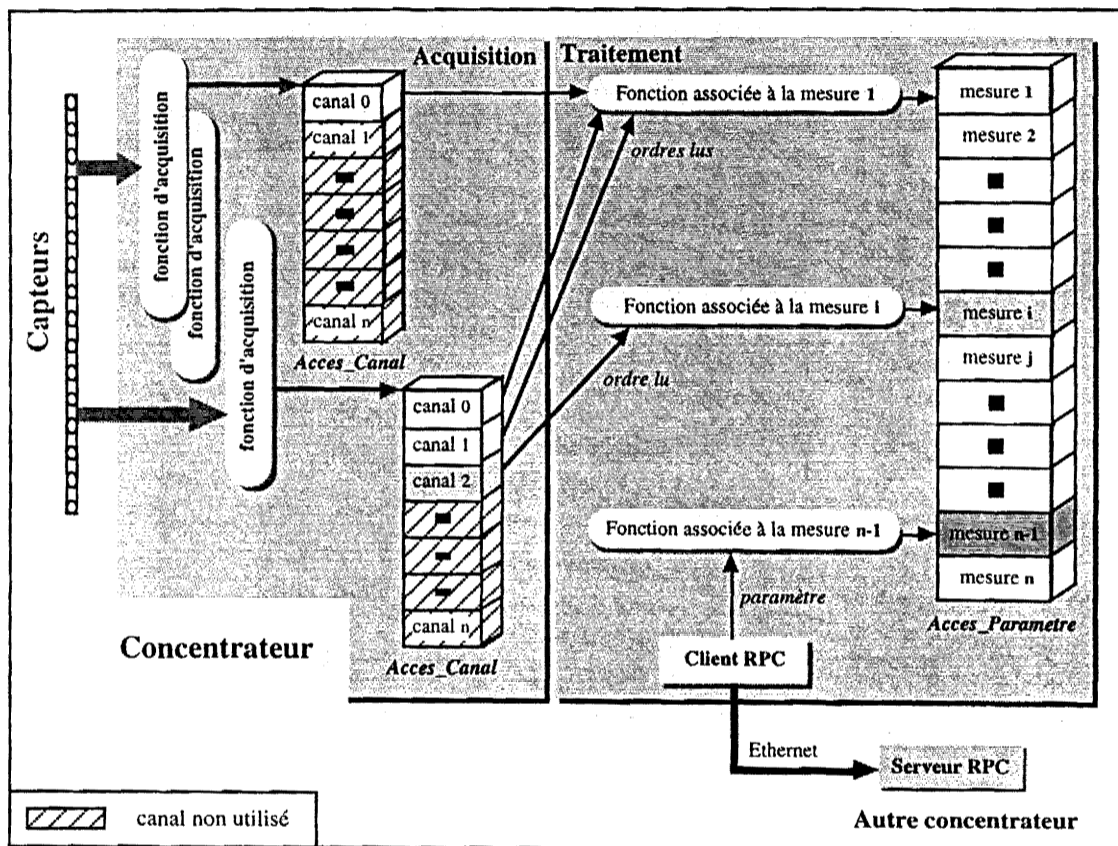 Acquisition
Traitement
Capteurs
fonction d'acquisition
fonction d'acquisition
fonction d'acquisition
canal 0
canal 1
canal n
Acces_Canal
canal 0
canal 1
canal 2
canal n
Acces_Canal
Concentrateur
Fonction associée à la mesure 1
ordres lus
Fonction associée à la mesure i
ordre lu
Fonction associée à la mesure n-1
paramètre
Client RPC
mesure 1
mesure 2
mesure i
mesure j
mesure n-1
mesure n
Acces_Parametre
Ethernet
Serveur RPC
Autre concentrateur
canal non utilisé